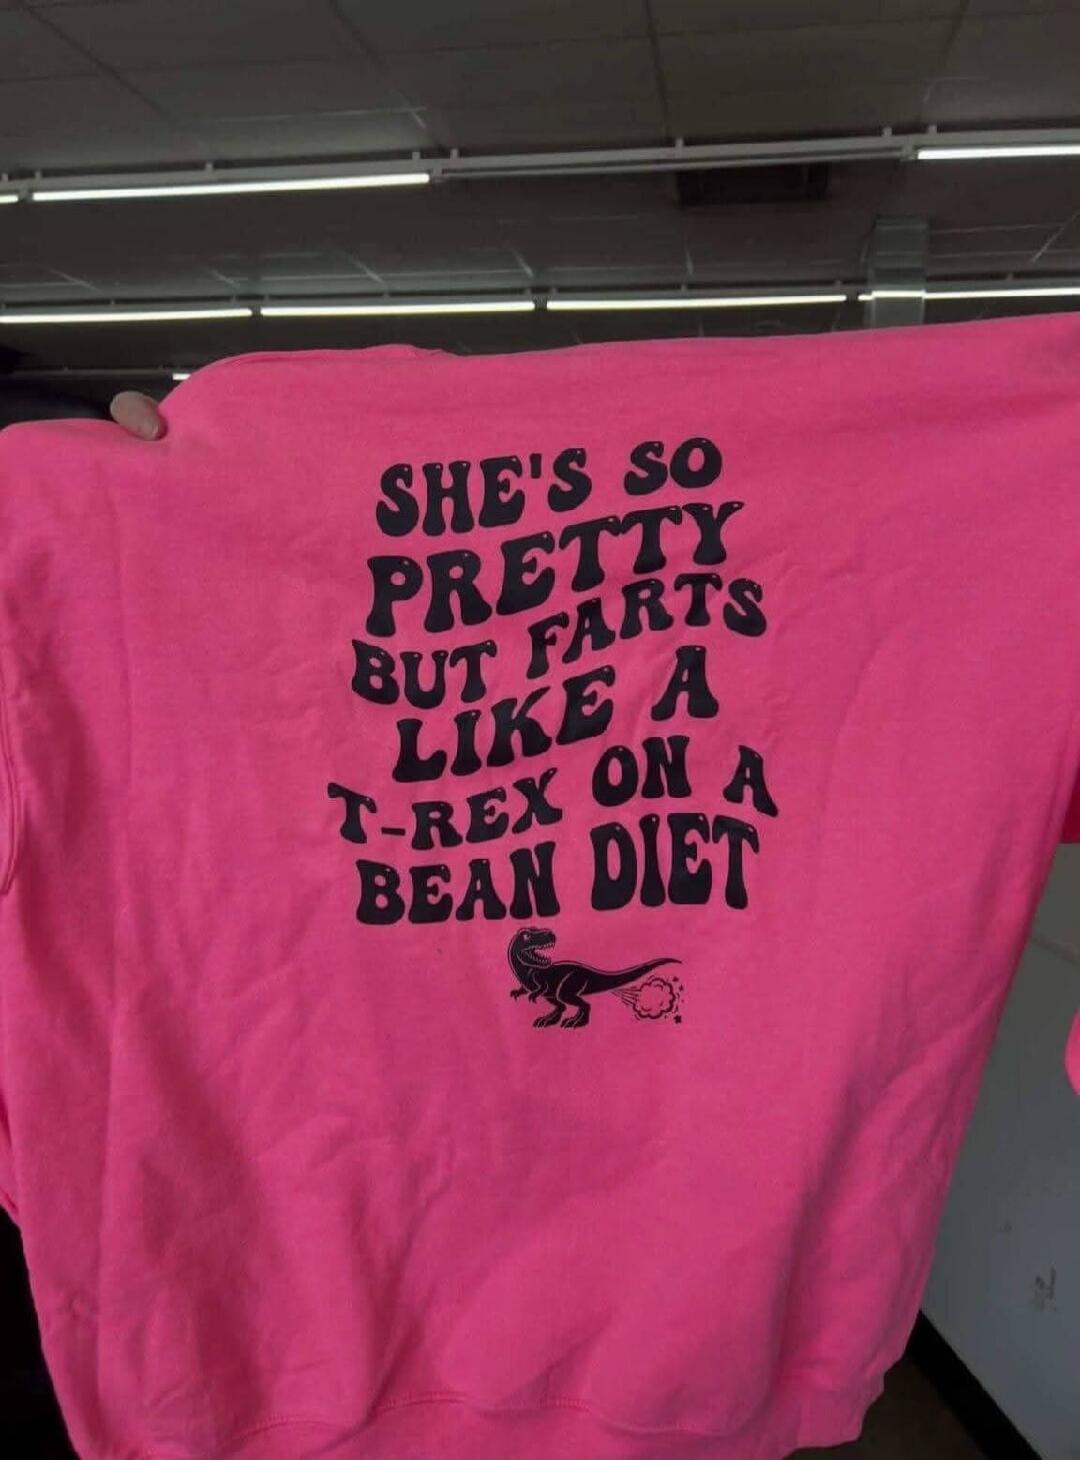 SHE'S SO
PRETTY
BUT FARTS
LIKE A
T-REX ON A
BEAN DIET